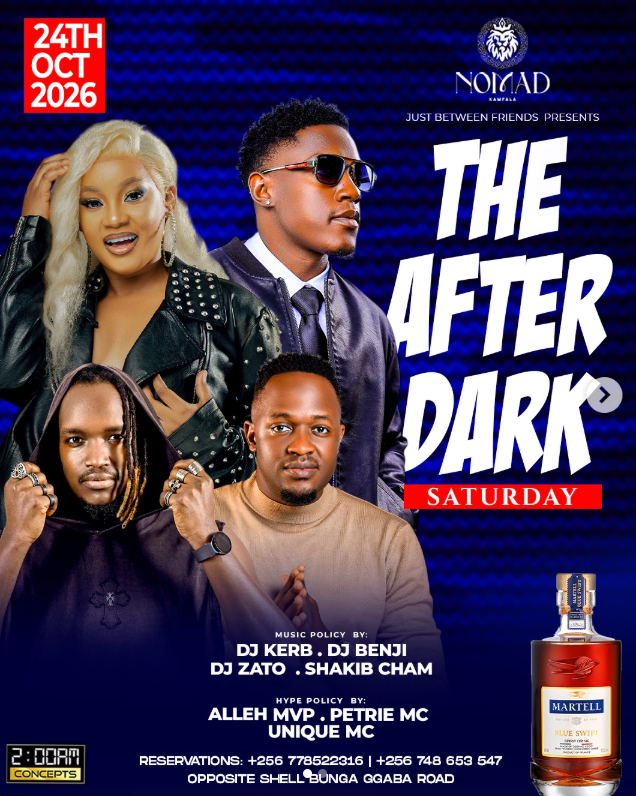 24TH
OCT
2026
NOMAD
KAMPALA
JUST BETWEEN FRIENDS PRESENTS
THE
AFTER
DARK
SATURDAY
MUSIC POLICY BY:
DJ KERB . DJ BENJI
DJ ZATO . SHAKIB CHAM
HYPE POLICY BY:
ALLEH MVP . PETRIE MC
UNIQUE MC
MARTELL
BLUE SWIFT
2:00AM
CONCEPTS
RESERVATIONS: +256 778522316 | +256 748 653 547
OPPOSITE SHELL BUNGA GGABA ROAD